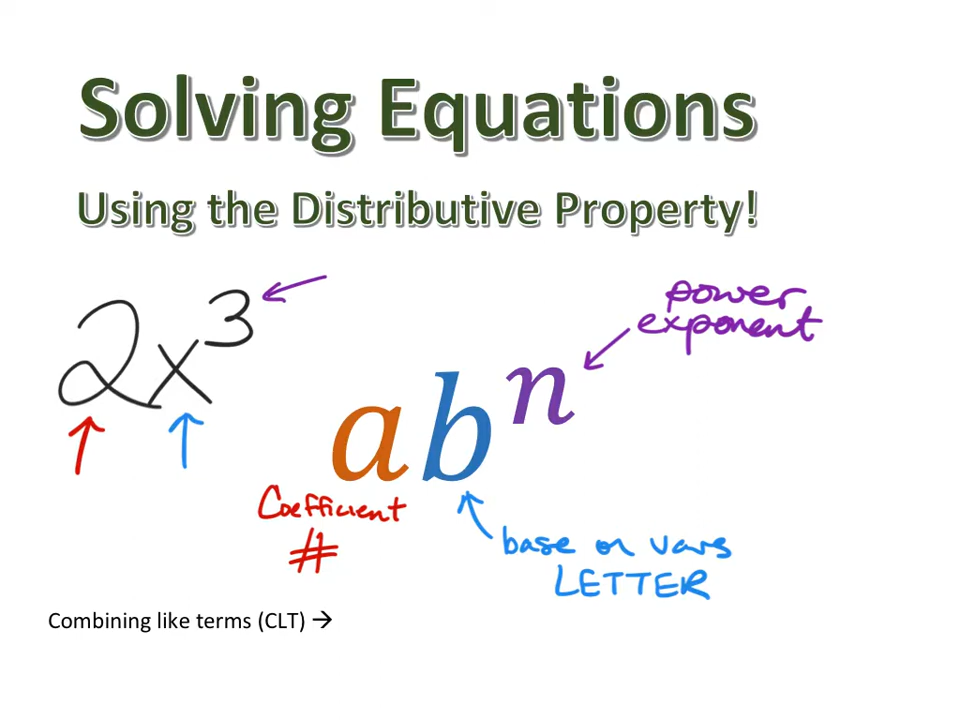 Solving Equations
Using the Distributive Property!
2x³
power
exponent
abⁿ
Coefficient
#
base or vars
LETTER
Combining like terms (CLT) →